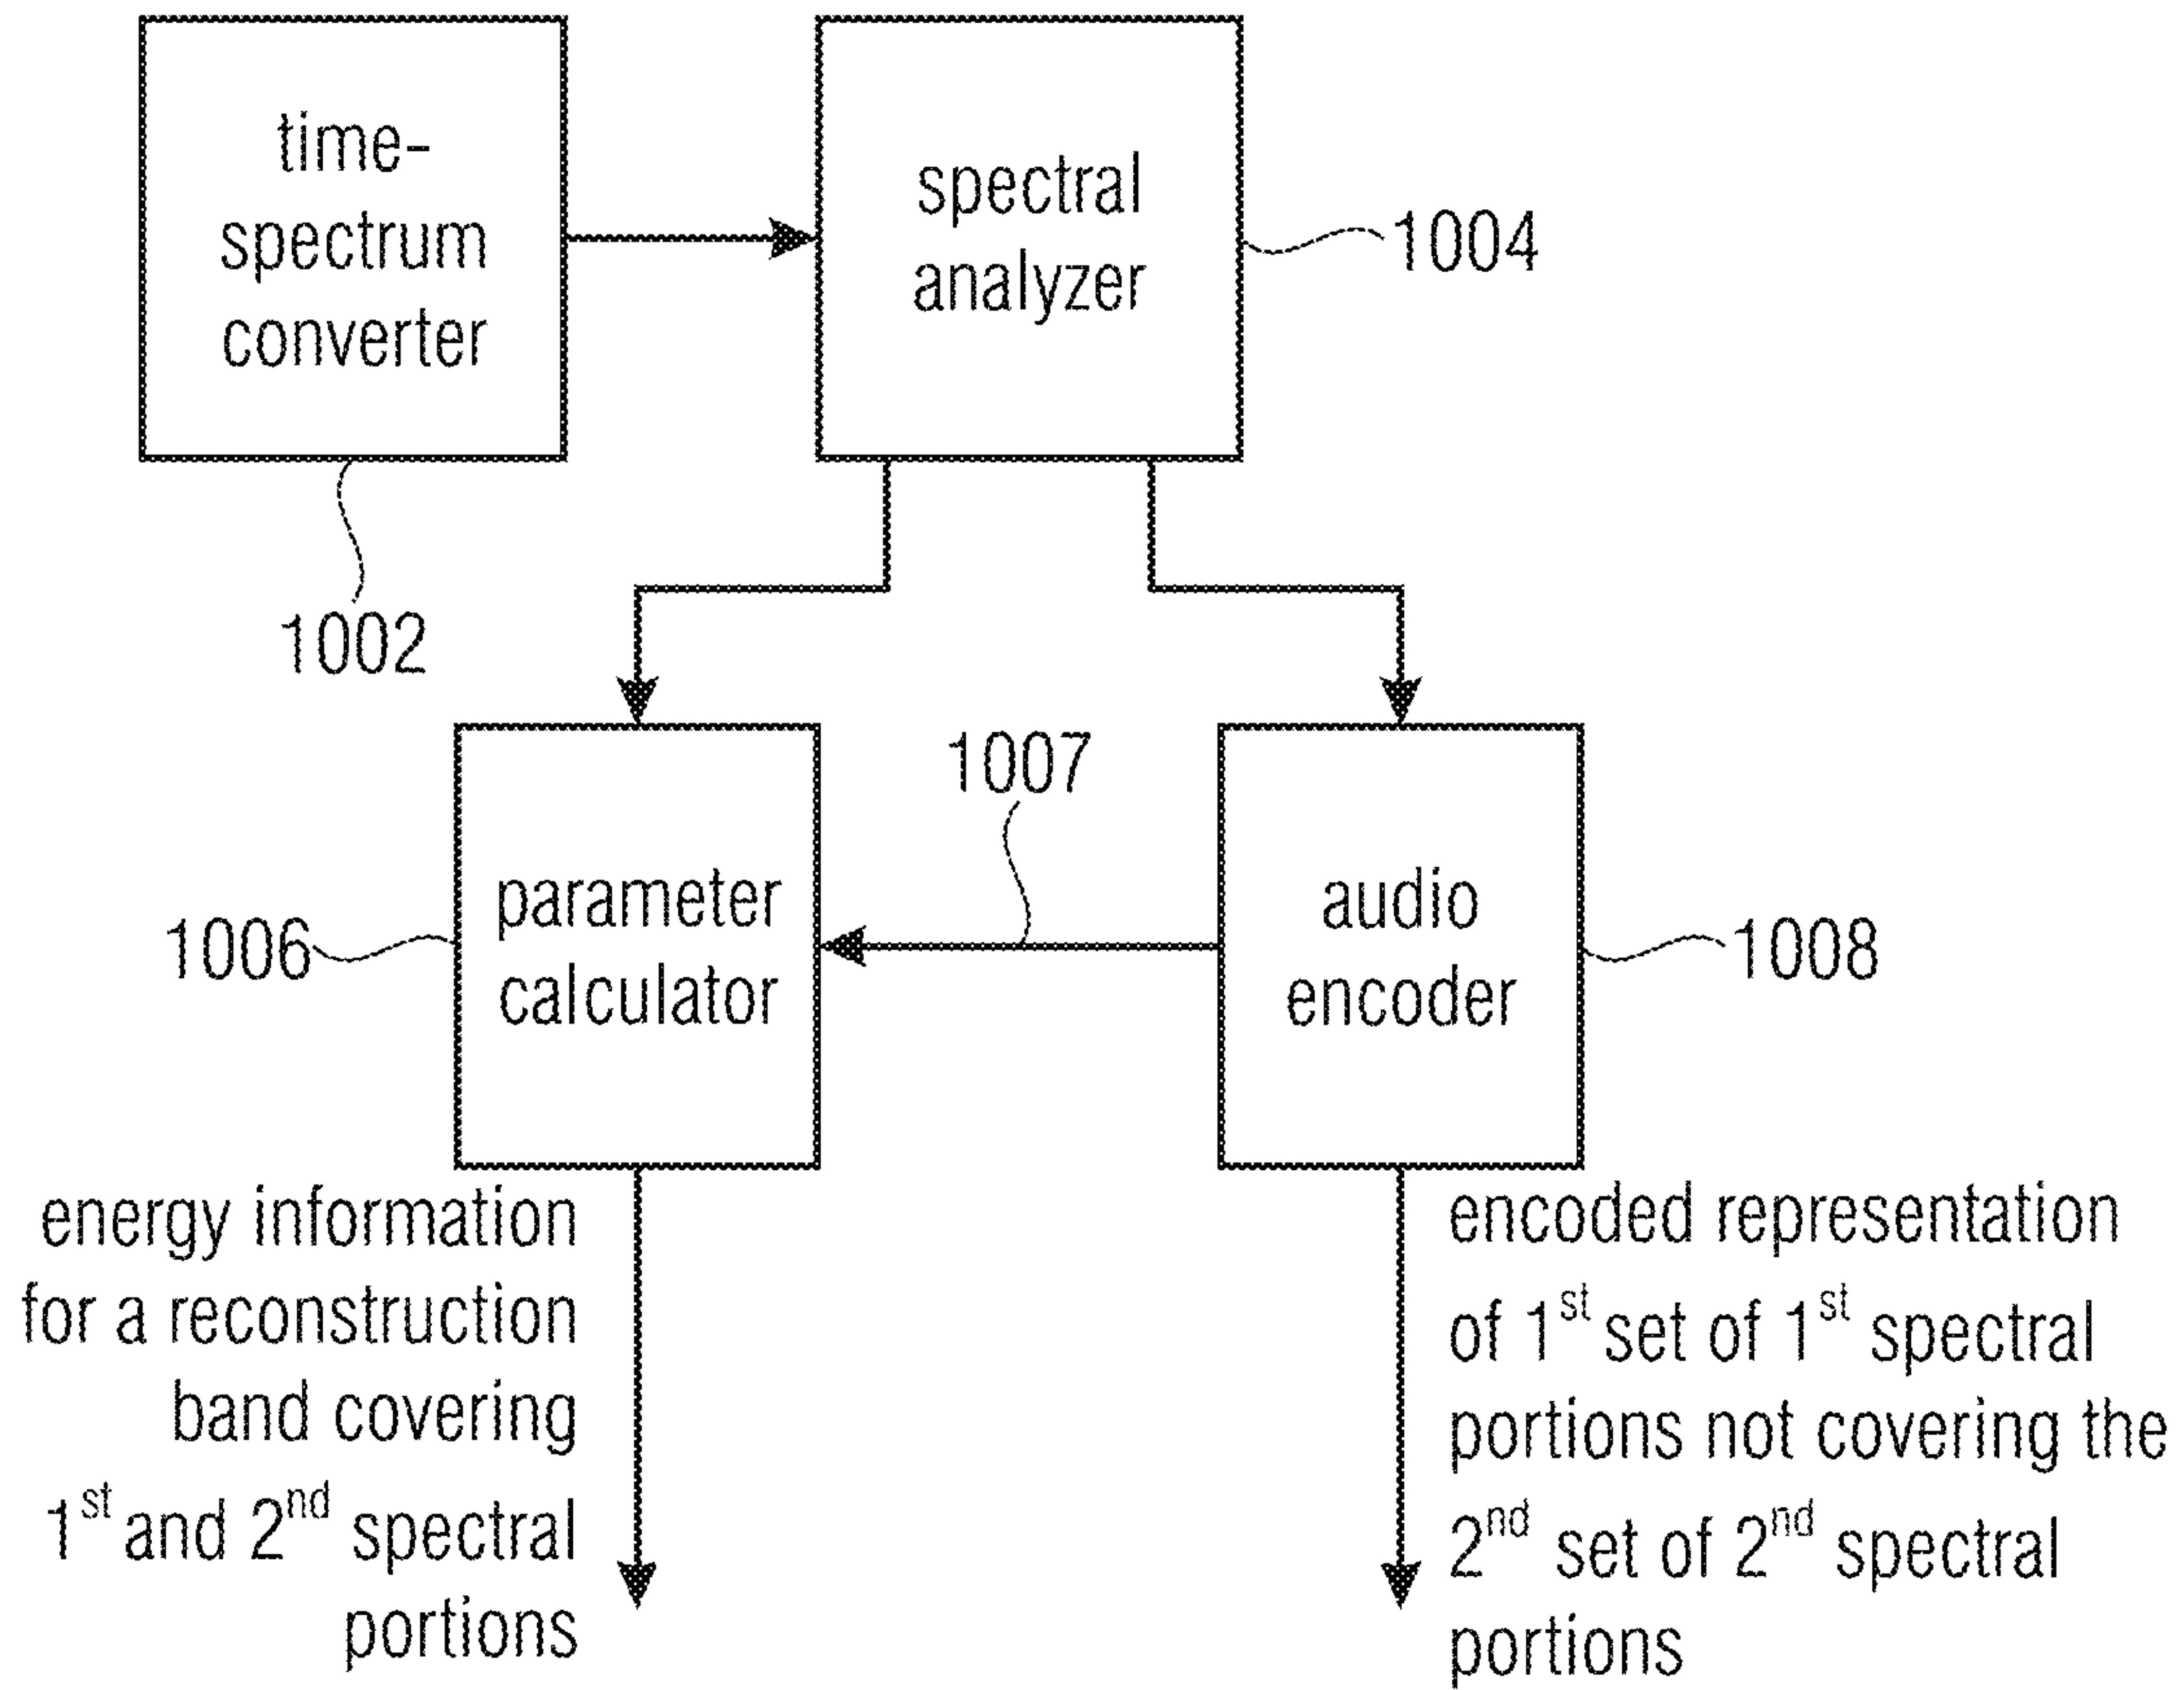 time-
spectrum
converter
spectral
analyzer
1004
1002
1007
parameter
calculator
audio
encoder
1006
1008
energy information
for a reconstruction
band covering
1st and 2nd spectral
portions
encoded representation
of 1st set of 1st spectral
portions not covering the
2nd set of 2nd spectral
portions